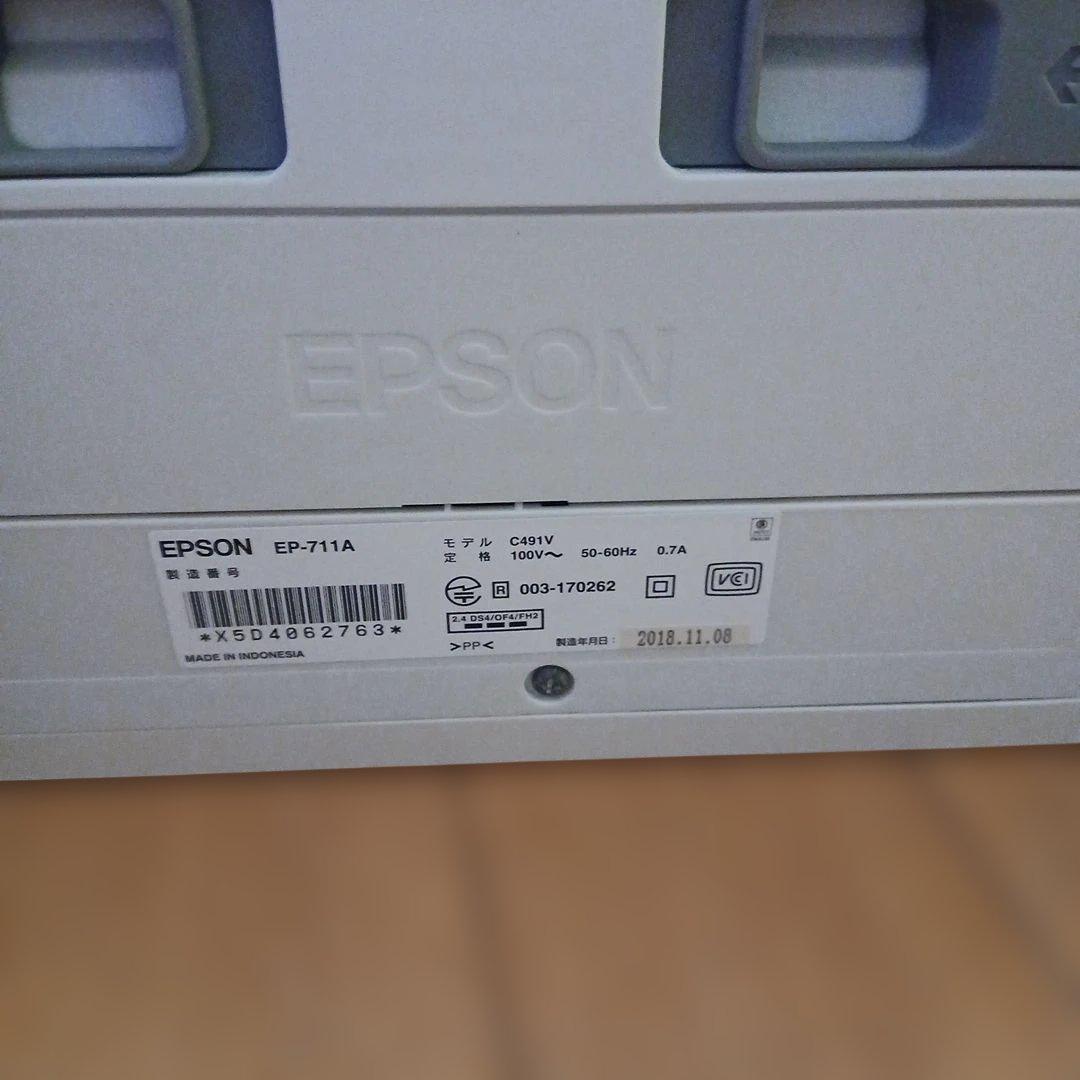 EPSON
EPSON EP-711A
製造番号
*X5D4062763*
MADE IN INDONESIA
モデル C491V
定格 100V～ 50-60Hz 0.7A
R 003-170262
VCI
2.4 DS4/OF4/FH2
>PP<
製造年月日： 2018.11.08